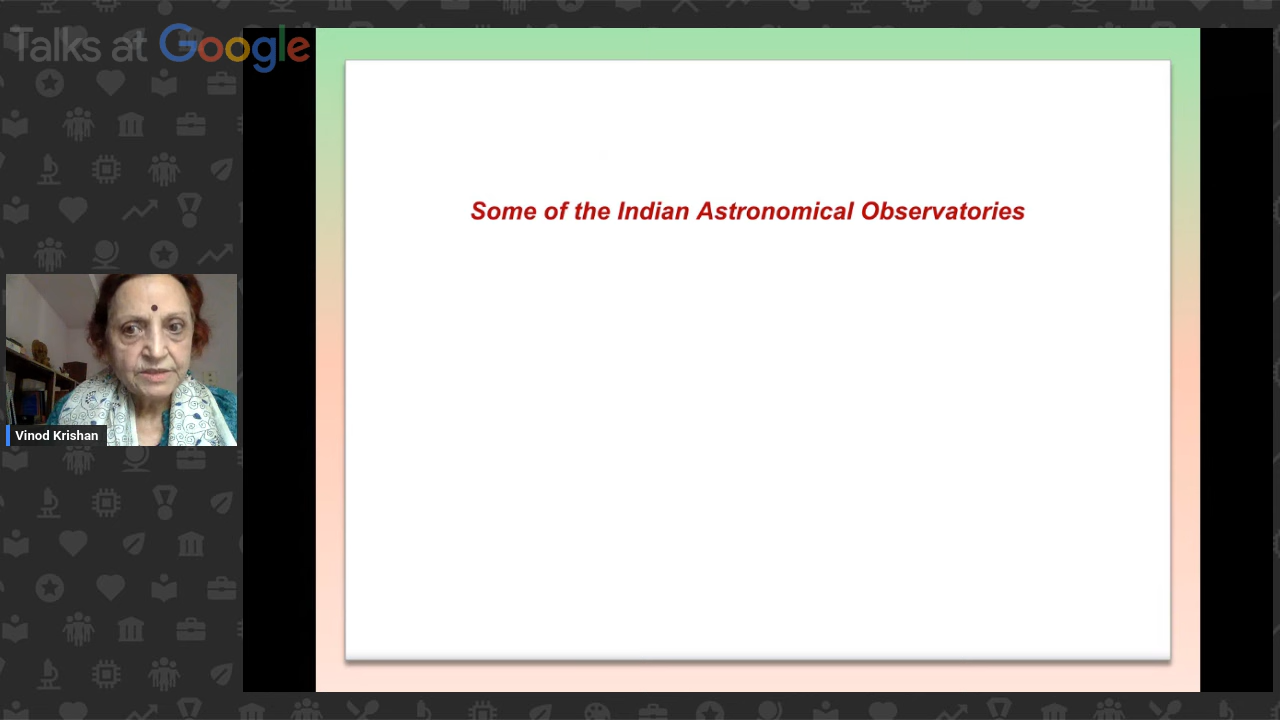 Talks at Google
Some of the Indian Astronomical Observatories
Vinod Krishan